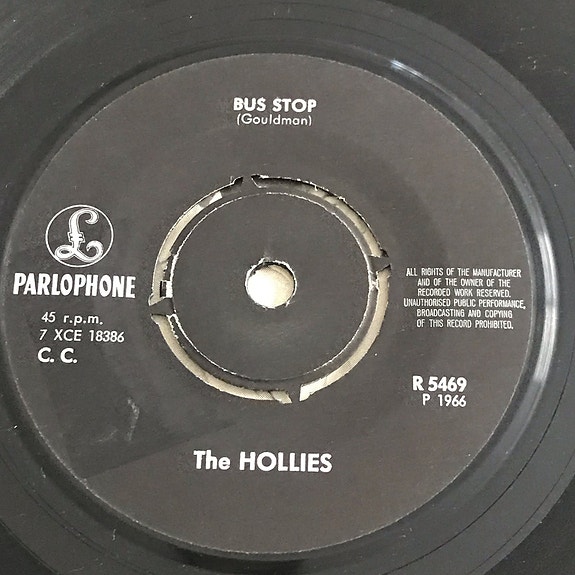 BUS STOP
(Gouldman)
£
PARLOPHONE
45 r.p.m.
7 XCE 18386
C. C.
ALL RIGHTS OF THE MANUFACTURER
AND OF THE OWNER OF THE
RECORDED WORK RESERVED.
UNAUTHORISED PUBLIC PERFORMANCE,
BROADCASTING AND COPYING
OF THIS RECORD PROHIBITED.
R 5469
P 1966
The HOLLIES